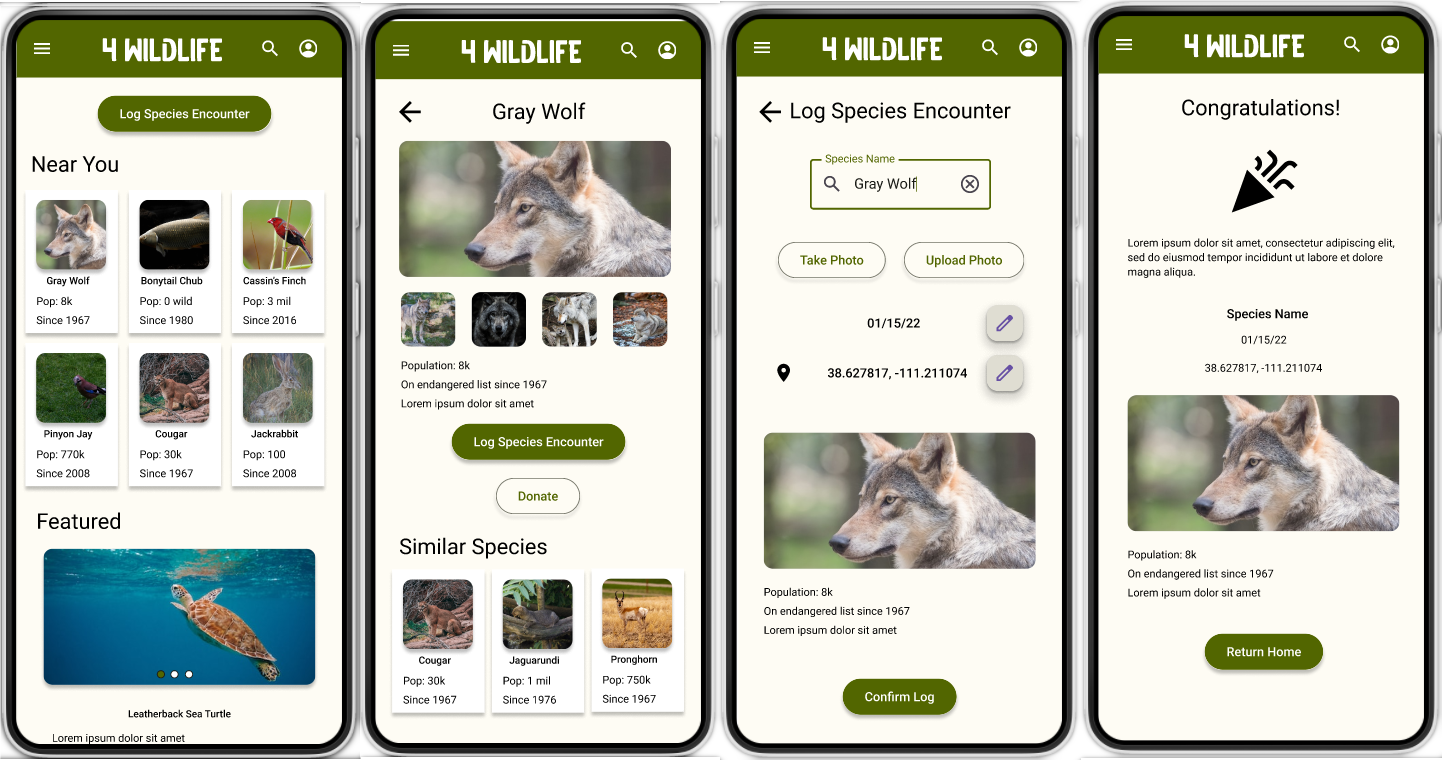 4 WILDLIFE
Log Species Encounter
Near You
Gray Wolf
Pop: 8k
Since 1967
Bonytail Chub
Pop: 0 wild
Since 1980
Cassin's Finch
Pop: 3 mil
Since 2016
Pinyon Jay
Pop: 770k
Since 2008
Cougar
Pop: 30k
Since 1967
Jackrabbit
Pop: 100
Since 2008
Featured
Leatherback Sea Turtle
Lorem ipsum dolor sit amet
4 WILDLIFE
Gray Wolf
Population: 8k
On endangered list since 1967
Lorem ipsum dolor sit amet
Log Species Encounter
Donate
Similar Species
Cougar
Pop: 30k
Since 1967
Jaguarundi
Pop: 1 mil
Since 1976
Pronghorn
Pop: 750k
Since 1967
4 WILDLIFE
Log Species Encounter
Species Name
Gray Wolf
Take Photo
Upload Photo
01/15/22
38.627817, -111.211074
Population: 8k
On endangered list since 1967
Lorem ipsum dolor sit amet
Confirm Log
4 WILDLIFE
Congratulations!
Lorem ipsum dolor sit amet, consectetur adipiscing elit,
sed do eiusmod tempor incididunt ut labore et dolore
magna aliqua.
Species Name
01/15/22
38.627817, -111.211074
Population: 8k
On endangered list since 1967
Lorem ipsum dolor sit amet
Return Home